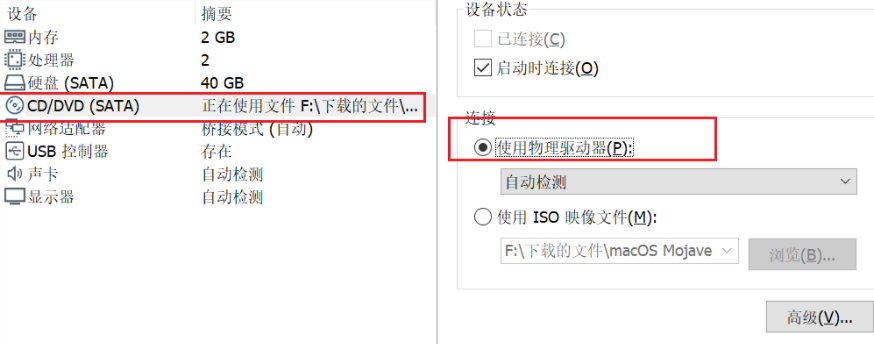 设备 摘要
内存 2 GB
处理器 2
硬盘 (SATA) 40 GB
CD/DVD (SATA) 正在使用文件 F:\下载的文件\...
网络适配器 桥接模式 (自动)
USB 控制器 存在
声卡 自动检测
显示器 自动检测
设备状态
已连接(C)
启动时连接(O)
连接
使用物理驱动器(P):
自动检测
使用 ISO 映像文件(M):
F:\下载的文件\macOS Mojave
浏览(B)...
高级(V)...